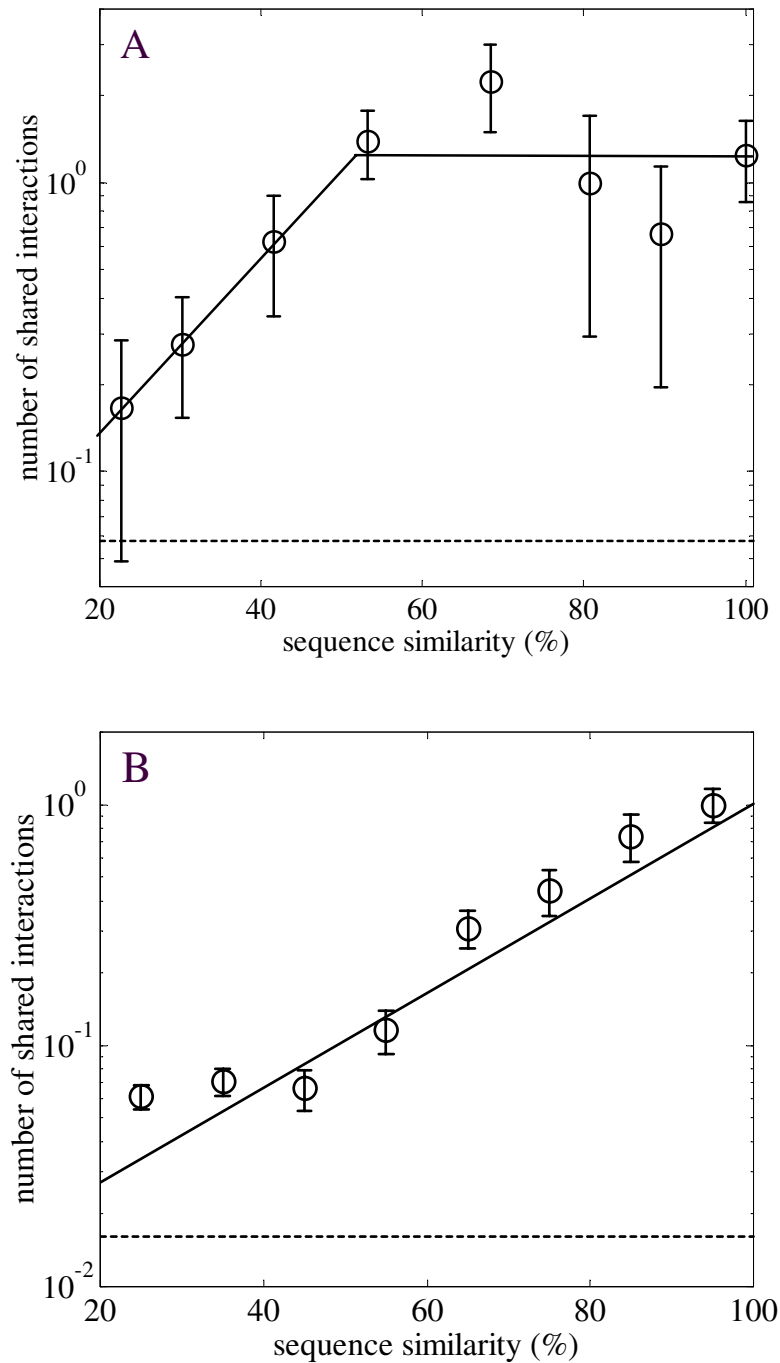 A
number of shared interactions
10^0
10^-1
20 40 60 80 100
sequence similarity (%)
B
number of shared interactions
10^0
10^-1
10^-2
20 40 60 80 100
sequence similarity (%)